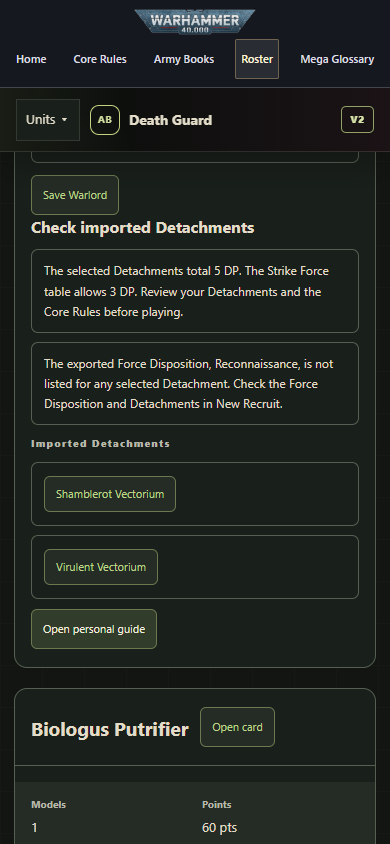 WARHAMMER
40,000
Home
Core Rules
Army Books
Roster
Mega Glossary
Units
AB
Death Guard
V2
Save Warlord
Check imported Detachments
The selected Detachments total 5 DP. The Strike Force
table allows 3 DP. Review your Detachments and the
Core Rules before playing.
The exported Force Disposition, Reconnaissance, is not
listed for any selected Detachment. Check the Force
Disposition and Detachments in New Recruit.
Imported Detachments
Shamblerot Vectorium
Virulent Vectorium
Open personal guide
Biologus Putrifier
Open card
Models
Points
1
60 pts